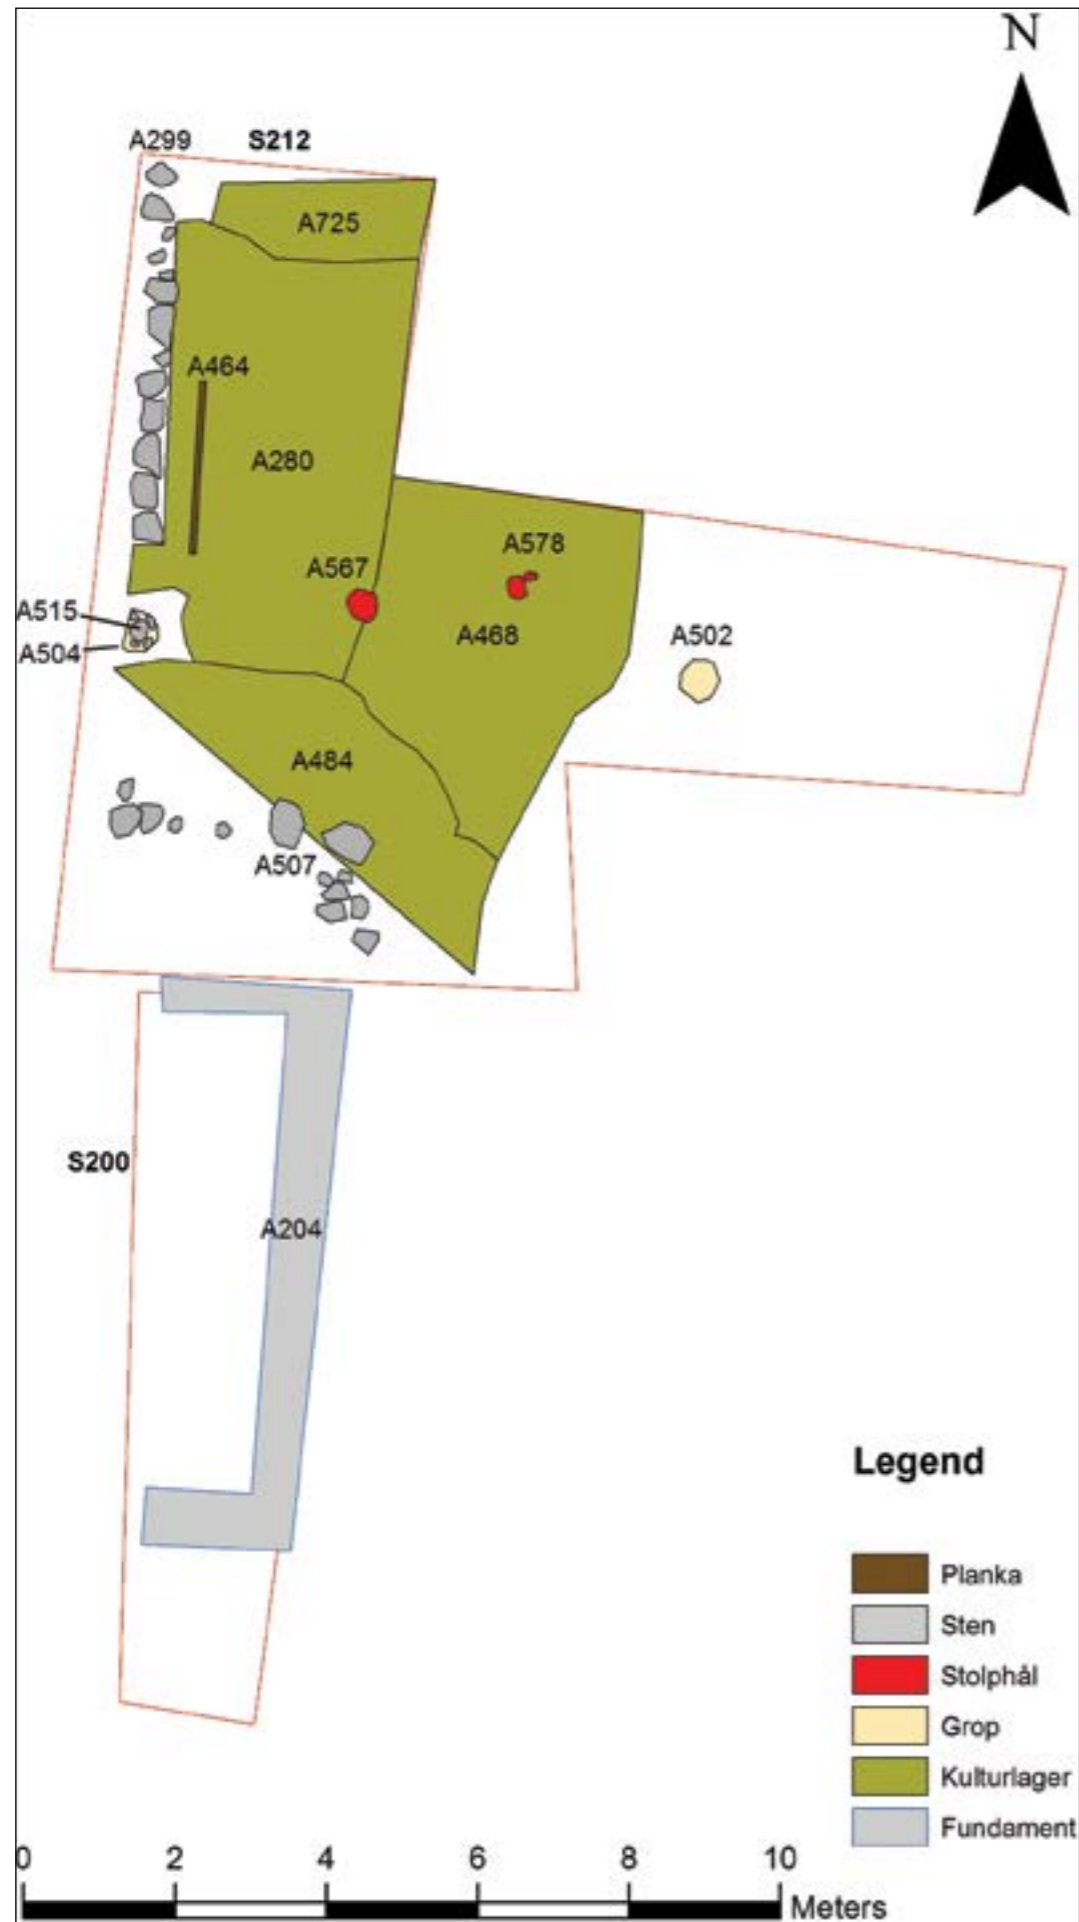 N
A299
S212
A725
A464
A280
A567
A578
A515
A468
A502
A504
A484
A507
S200
A204
Legend
Planka
Sten
Stolphål
Grop
Kulturlager
Fundament
0 2 4 6 8 10
Meters